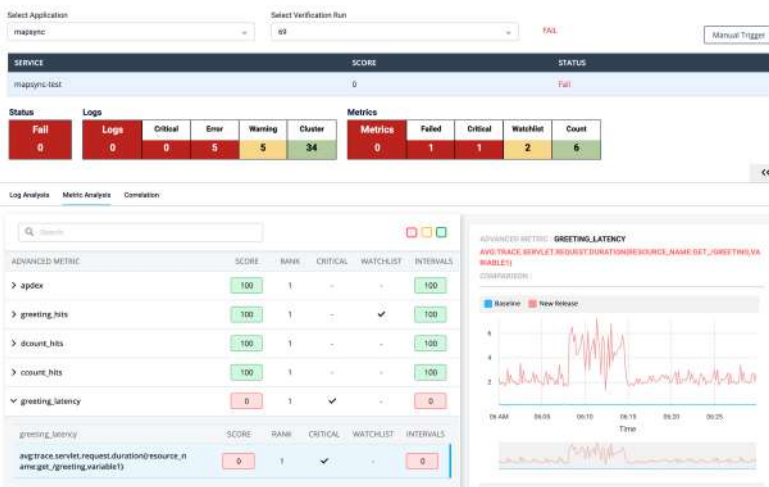 Select Application
Select Verification Run
mapsync
69
FAIL
Manual Trigger
SERVICE
SCORE
STATUS
mapsync-test
0
Fail
Status
Logs
Metrics
Fail
Logs
Critical
Error
Warning
Cluster
Metrics
Failed
Critical
Watchlist
Count
0
0
0
5
5
34
0
1
1
2
6
Log Analysis
Metric Analysis
Correlation
Search
ADVANCED METRIC
SCORE
RANK
CRITICAL
WATCHLIST
INTERVALS
apdex
100
1
-
-
100
greeting_hits
100
1
-
100
dcount_hits
100
1
-
-
100
ccount_hits
100
1
-
-
100
greeting_latency
0
1
-
0
greeting_latency
SCORE
RANK
CRITICAL
WATCHLIST
INTERVALS
avg:trace.servlet.request.duration(resource_n
ame:get_/greeting,variable1)
0
1
-
0
ADVANCED METRIC : GREETING_LATENCY
AVG:TRACE.SERVLET.REQUEST.DURATION(RESOURCE_NAME:GET_/GREETING,VA
RIABLE1)
COMPARISON :
Baseline
New Release
6
4
2
06 AM
06:05
06:10
06:15
06:20
06:25
Time